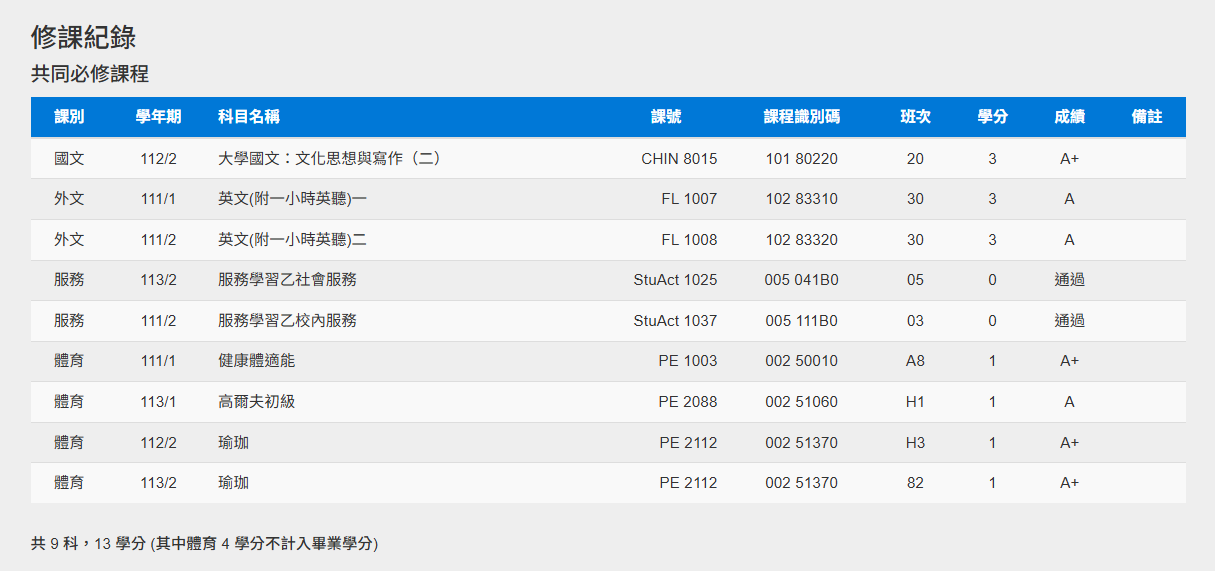 修課紀錄
共同必修課程
課別 學年期 科目名稱 課號 課程識別碼 班次 學分 成績 備註
國文 112/2 大學國文：文化思想與寫作（二） CHIN 8015 101 80220 20 3 A+
外文 111/1 英文(附一小時英聽)一 FL 1007 102 83310 30 3 A
外文 111/2 英文(附一小時英聽)二 FL 1008 102 83320 30 3 A
服務 113/2 服務學習乙社會服務 StuAct 1025 005 041B0 05 0 通過
服務 111/2 服務學習乙校內服務 StuAct 1037 005 111B0 03 0 通過
體育 111/1 健康體適能 PE 1003 002 50010 A8 1 A+
體育 113/1 高爾夫初級 PE 2088 002 51060 H1 1 A
體育 112/2 瑜珈 PE 2112 002 51370 H3 1 A+
體育 113/2 瑜珈 PE 2112 002 51370 82 1 A+
共 9 科，13 學分 (其中體育 4 學分不計入畢業學分)